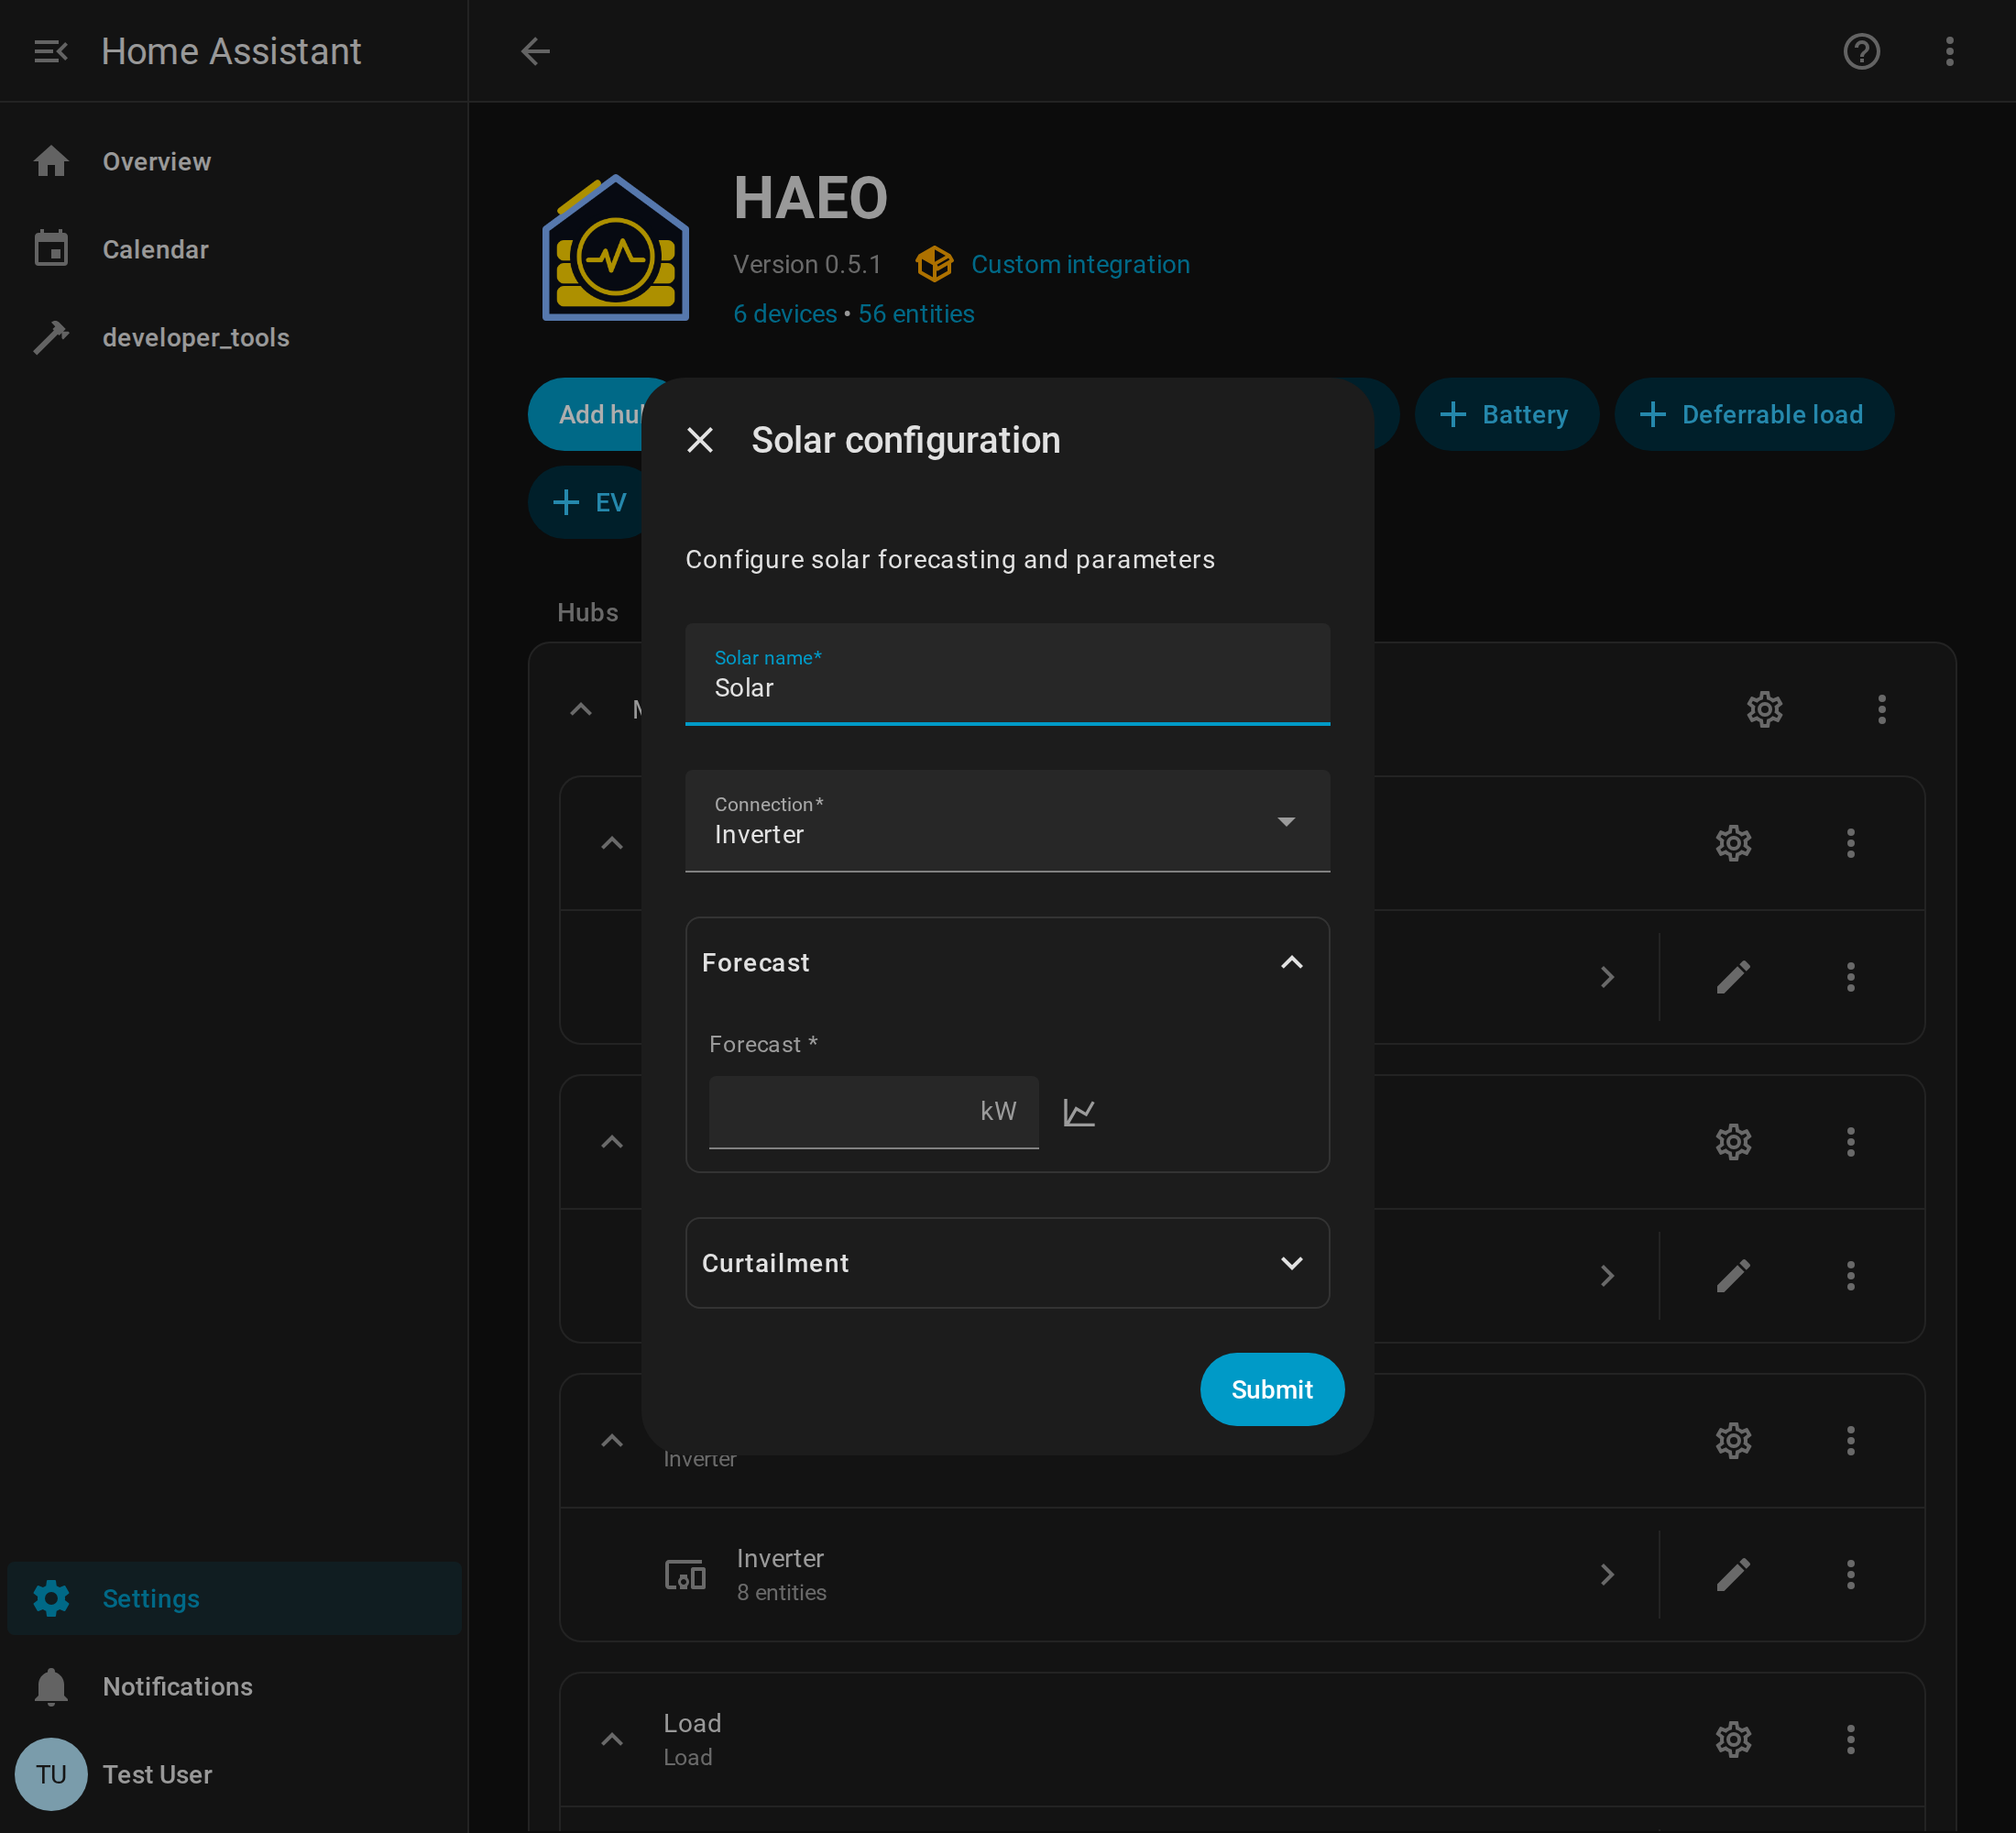 Home Assistant
Overview
Calendar
developer_tools
Settings
Notifications
TU
Test User
HAEO
Version 0.5.1
Custom integration
6 devices • 56 entities
Add
Battery
Deferrable load
EV
Hubs
Solar configuration
Configure solar forecasting and parameters
Solar name*
Solar
Connection*
Inverter
Forecast
Forecast *
kW
Curtailment
Submit
Inverter
Inverter
8 entities
Load
Load